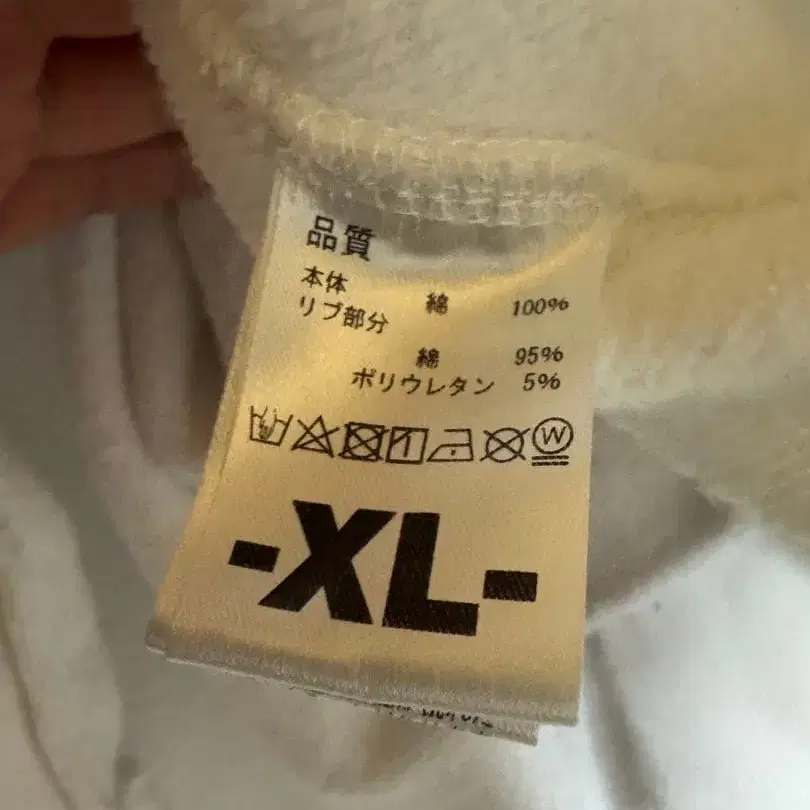 品質
本体 綿 100%
リブ部分
綿 95%
ポリウレタン 5%
W
-XL-